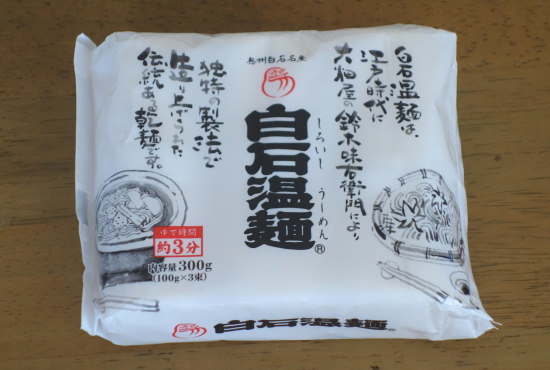 奥州白石名産
白石温麺は、
江戸時代に
大畑屋の鈴木味右衛門により
独特の製法で
造り上げられた
伝統ある乾麺です。
白石温麺®
しろいし うーめん
ゆで時間
約3分
内容量300g
(100g×3束)
白石温麺®